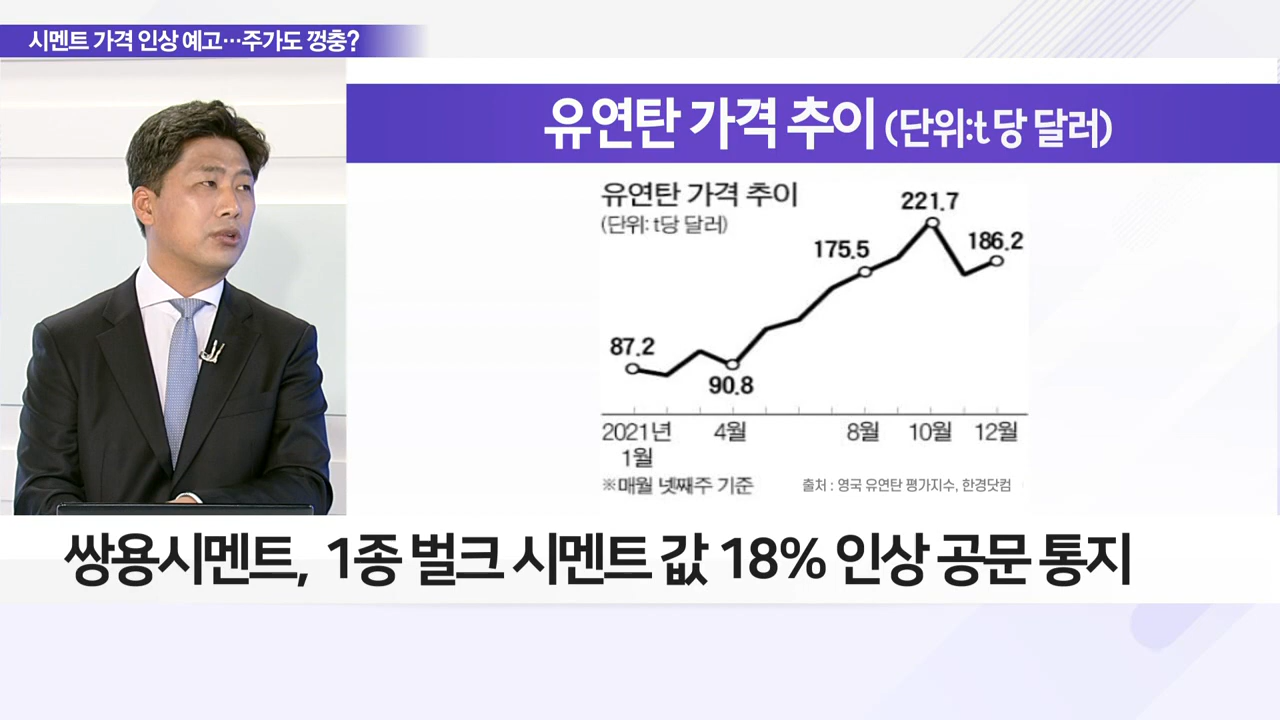 시멘트 가격 인상 예고…주가도 껑충?
유연탄 가격 추이 (단위:t 당 달러)
유연탄 가격 추이
(단위: t당 달러)
221.7
175.5
186.2
87.2
90.8
2021년 4월 8월 10월 12월
1월
※매월 넷째주 기준
출처 : 영국 유연탄 평가지수, 한경닷컴
쌍용시멘트, 1종 벌크 시멘트 값 18% 인상 공문 통지